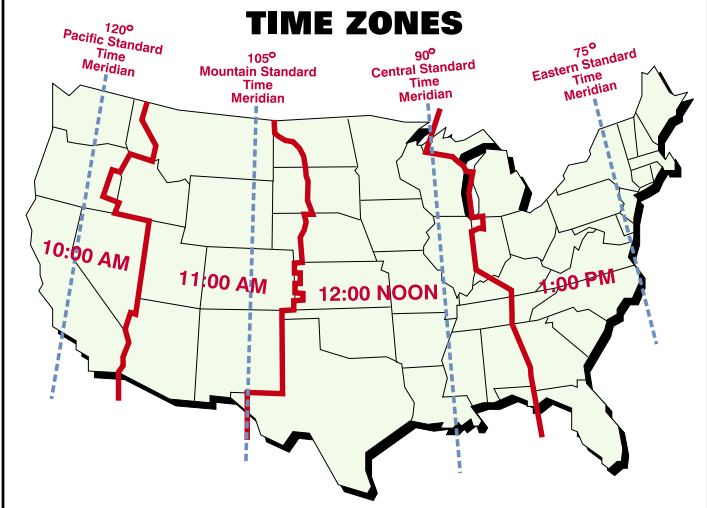 TIME ZONES
120°
Pacific Standard
Time
Meridian
105°
Mountain Standard
Time
Meridian
90°
Central Standard
Time
Meridian
75°
Eastern Standard
Time
Meridian
10:00 AM
11:00 AM
12:00 NOON
1:00 PM